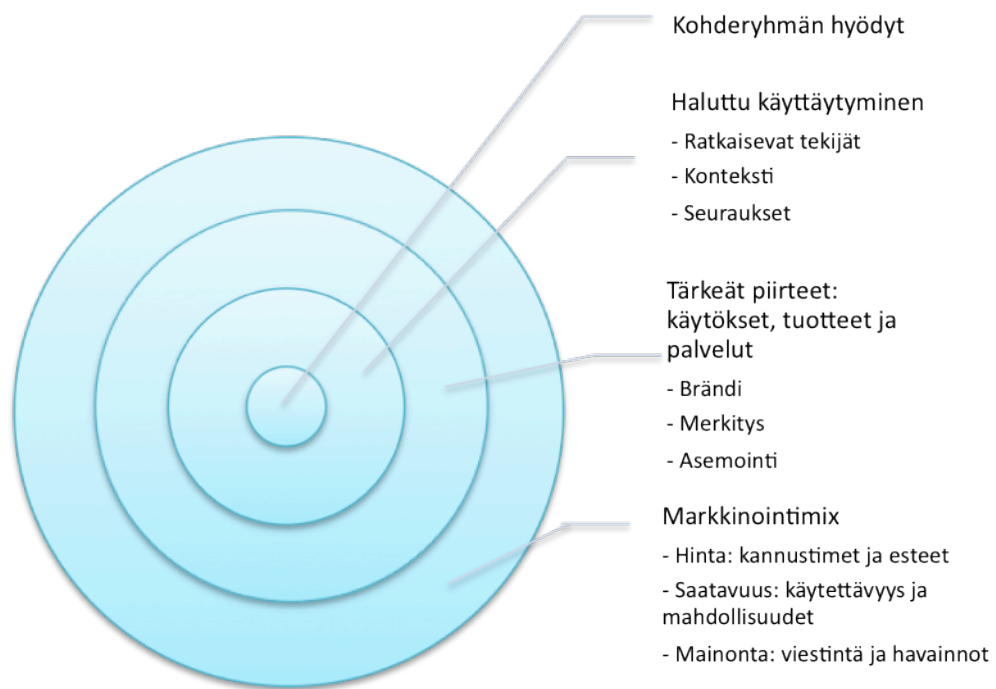 Kohderyhmän hyödyt
Haluttu käyttäytyminen
- Ratkaisevat tekijät
- Konteksti
- Seuraukset
Tärkeät piirteet:
käytökset, tuotteet ja
palvelut
- Brändi
- Merkitys
- Asemointi
Markkinointimix
- Hinta: kannustimet ja esteet
- Saatavuus: käytettävyys ja
mahdollisuudet
- Mainonta: viestintä ja havainnot